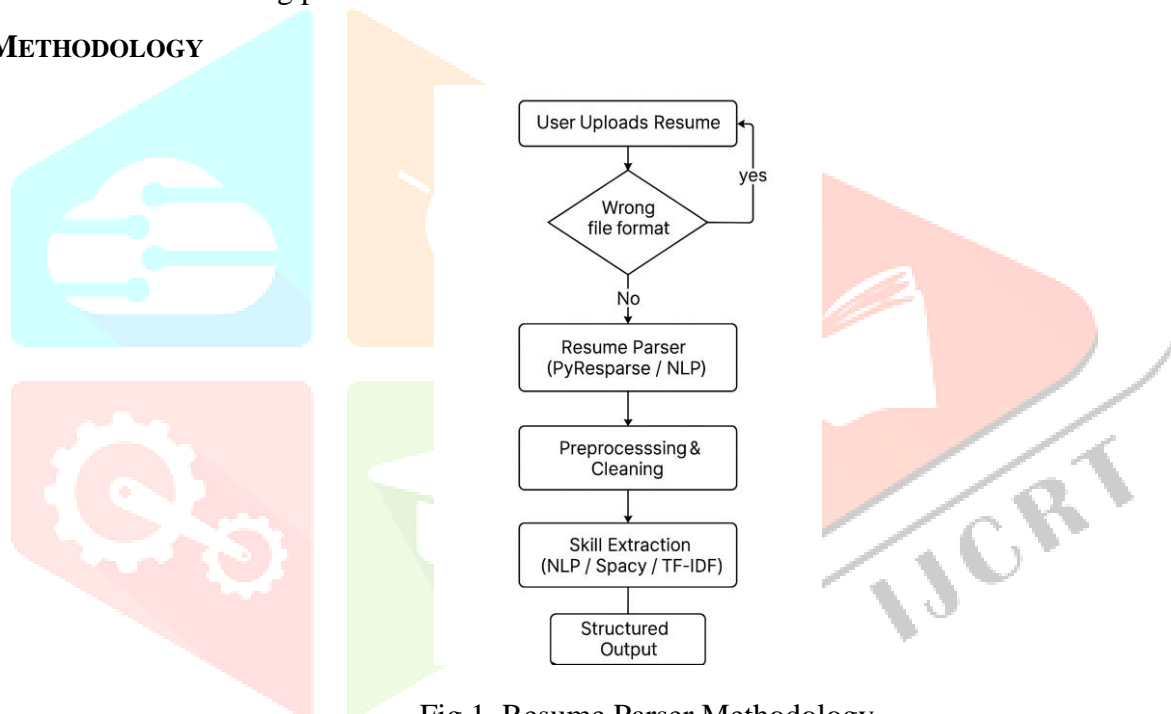 METHODOLOGY
User Uploads Resume
yes
Wrong
file format
No
Resume Parser
(PyResparse / NLP)
Preprocesssing &
Cleaning
Skill Extraction
(NLP / Spacy / TF-IDF)
Structured
Output
IJCRT
Fig 1. Resume Parser Methodology